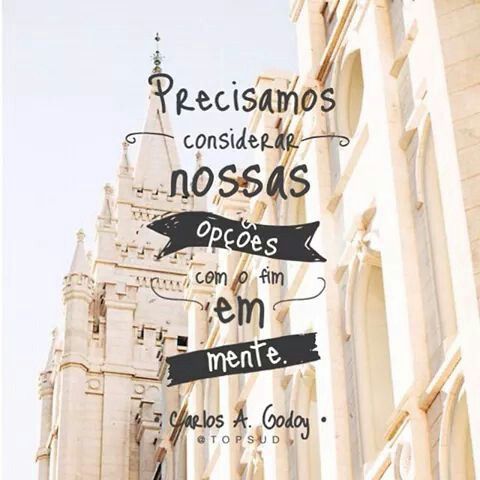 Precisamos
considerar
nossas
opções
com o fim
em
mente.
• Carlos A. Godoy •
@TOPSUD